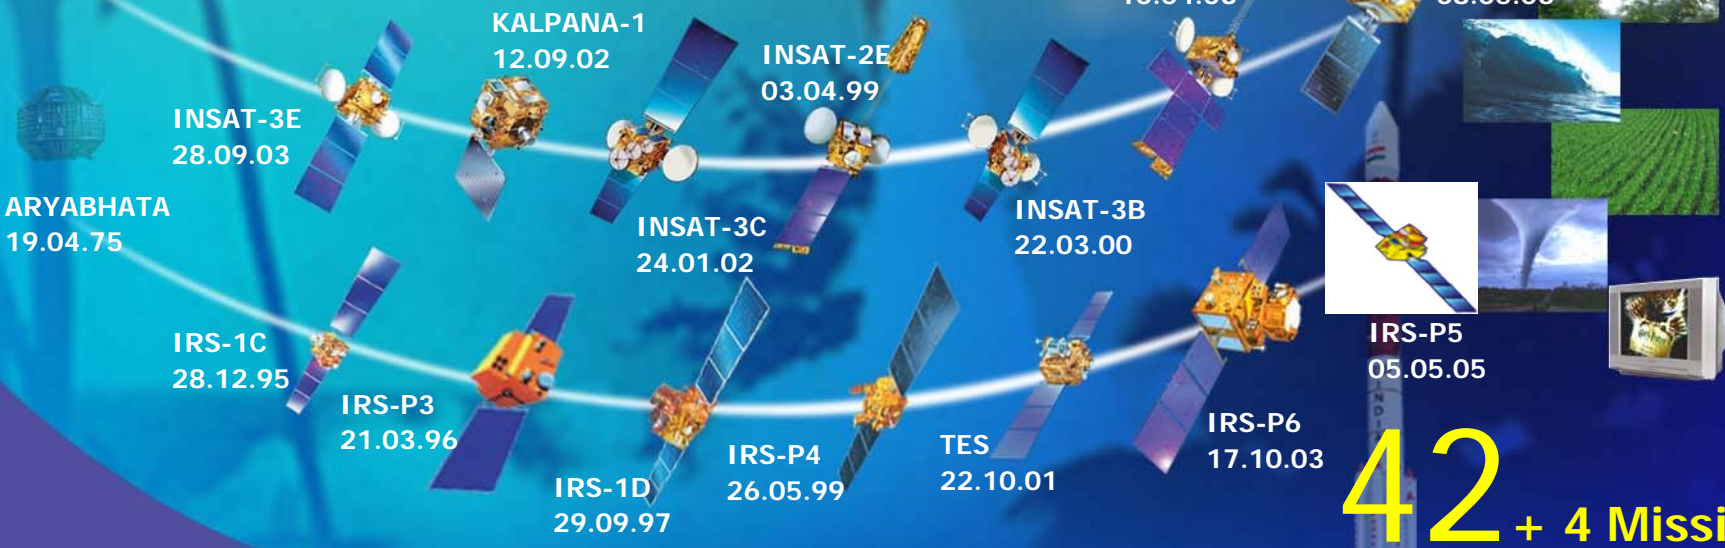 KALPANA-1
12.09.02
INSAT-2E
03.04.99
INSAT-3E
28.09.03
ARYABHATA
19.04.75
INSAT-3C
24.01.02
INSAT-3B
22.03.00
IRS-1C
28.12.95
IRS-P3
21.03.96
IRS-1D
29.09.97
IRS-P4
26.05.99
TES
22.10.01
IRS-P6
17.10.03
IRS-P5
05.05.05
42 + 4 Missi